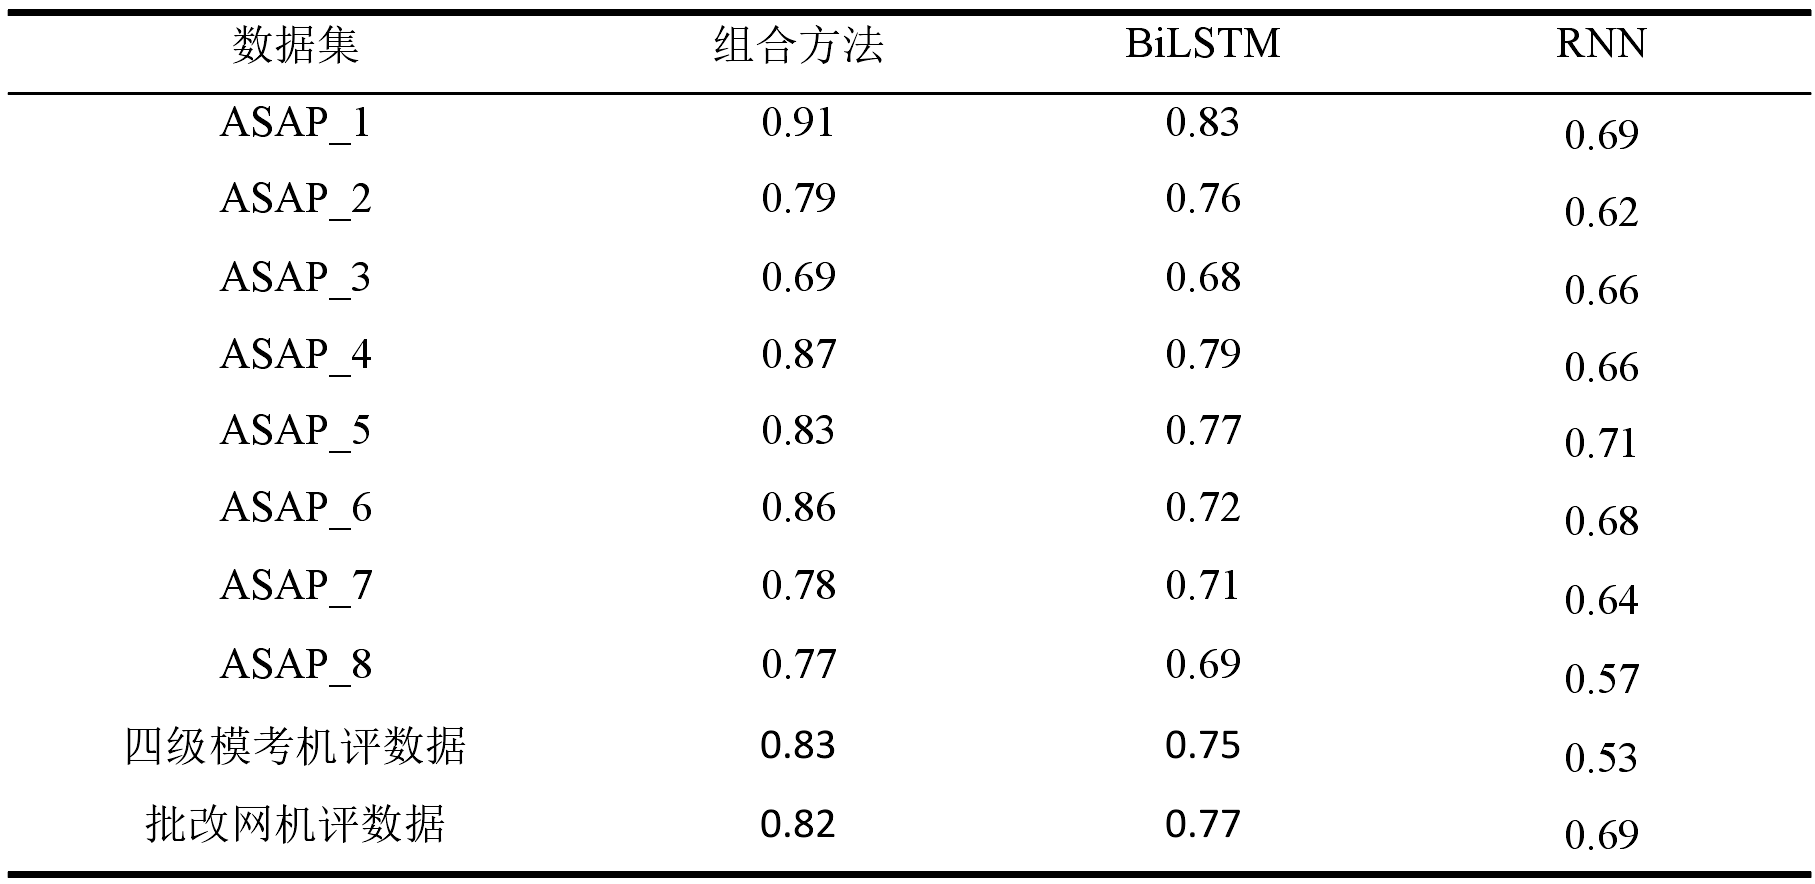 数据集 组合方法 BiLSTM RNN
ASAP_1 0.91 0.83 0.69
ASAP_2 0.79 0.76 0.62
ASAP_3 0.69 0.68 0.66
ASAP_4 0.87 0.79 0.66
ASAP_5 0.83 0.77 0.71
ASAP_6 0.86 0.72 0.68
ASAP_7 0.78 0.71 0.64
ASAP_8 0.77 0.69 0.57
四级模考机评数据 0.83 0.75 0.53
批改网机评数据 0.82 0.77 0.69